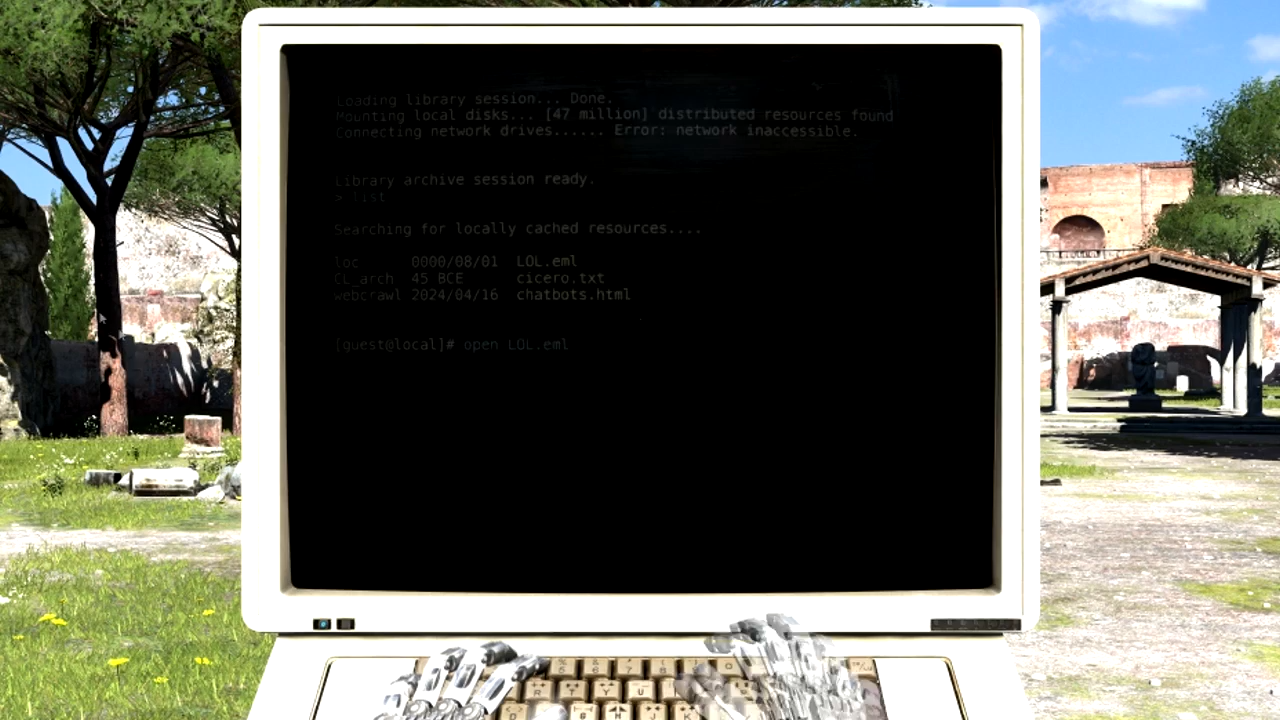 Loading library session... Done.
Mounting local disks... [47 million] distributed resources found
Connecting network drives...... Error: network inaccessible.
Library archive session ready.
> list
Searching for locally cached resources....
loc 0000/08/01 LOL.eml
CL_arch 45 BCE cicero.txt
webcrawl 2024/04/16 chatbots.html
[guest@local]# open LOL.eml